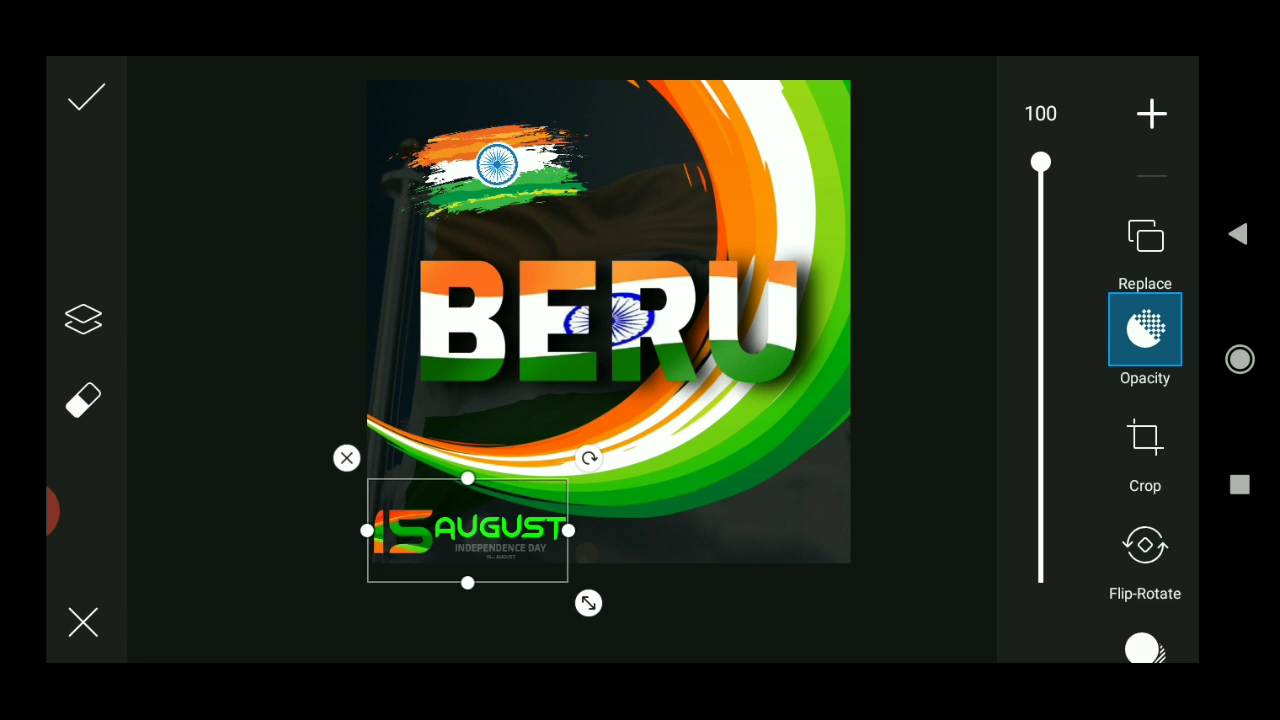 100
Replace
BERU
Opacity
Crop
15 AUGUST
INDEPENDENCE DAY
Flip-Rotate